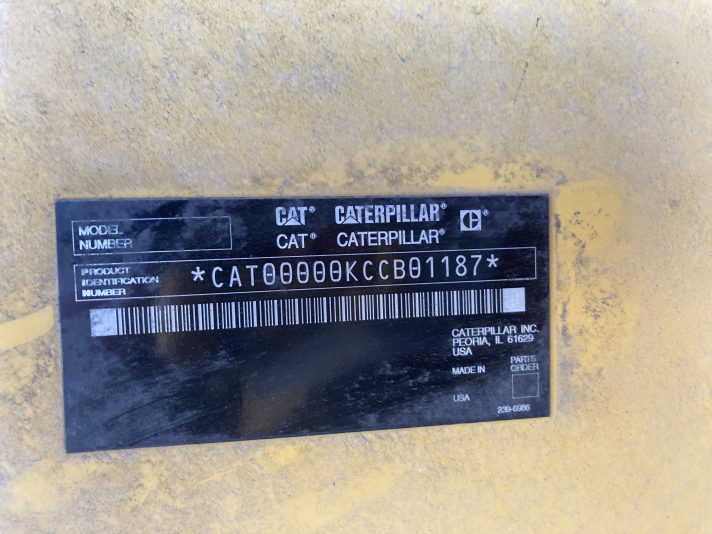 CAT® CATERPILLAR® C®
MODEL
NUMBER
CAT® CATERPILLAR®
PRODUCT
IDENTIFICATION
NUMBER
*CAT00000KCCB01187*
CATERPILLAR INC.
PEORIA, IL 61629
USA
MADE IN
PARTS
ORDER
USA
239-6986